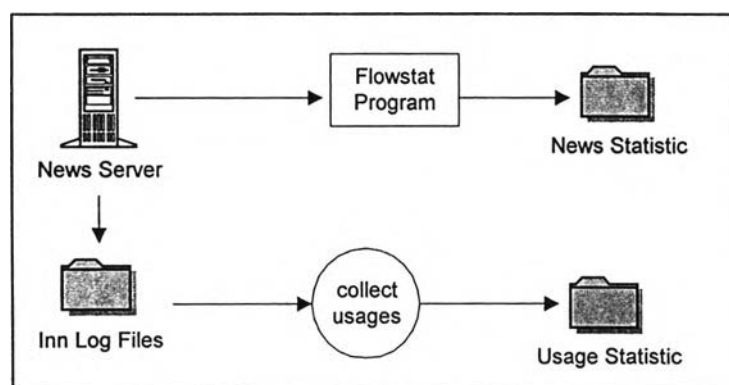 Flowstat
Program
News Server
News Statistic
collect
usages
Inn Log Files
Usage Statistic